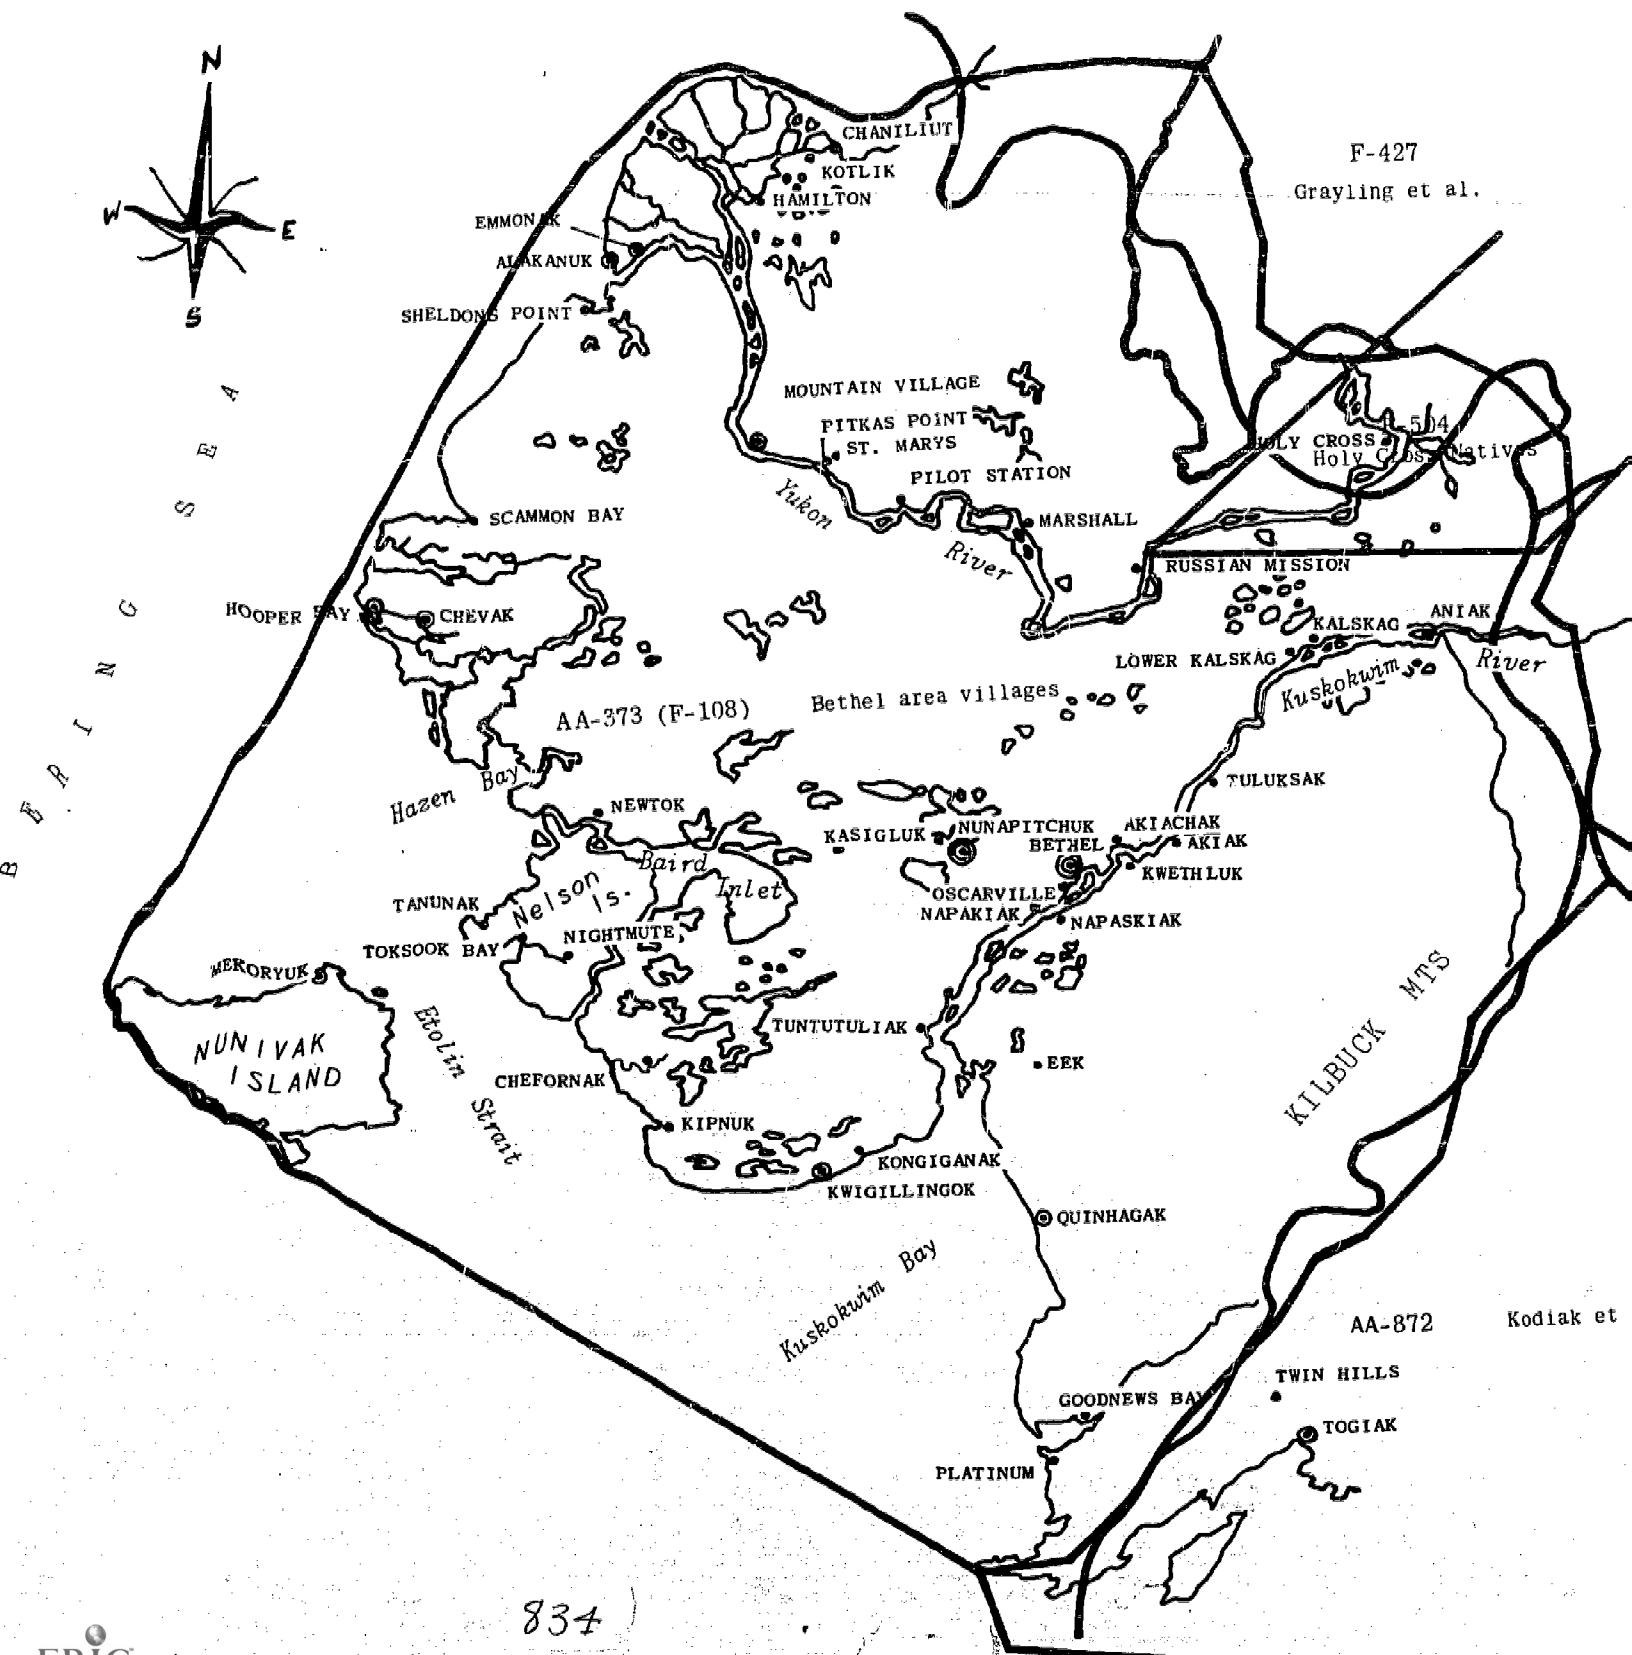 N
W
E
S
CHANILIUT
KOTLIK
HAMILTON
F-427
Grayling et al.
EMMONAK
ALAKANUK
SHELDONS POINT
MOUNTAIN VILLAGE
PITKAS POINT
ST. MARYS
PILOT STATION
F-504
HOLY CROSS
Holy Cross Natives
Yukon
River
SCAMMON BAY
MARSHALL
RUSSIAN MISSION
BERING SEA
HOOPER BAY
CHEVAK
KALSKAG
ANIAK
LOWER KALSKAG
Kuskokwim
River
AA-373 (F-108)
Bethel area villages
Hazen Bay
NEWTOK
TULUKSAK
KASIGLUK
NUNAPITCHUK
AKIACHAK
BETHEL
AKIAK
KWETHLUK
Baird
Inlet
Nelson
Is.
OSCARVILLE
NAPAKIAK
NAPASKIAK
TANUNAK
TOKSOOK BAY
NIGHTMUTE
MEKORYUK
NUNIVAK
ISLAND
Etolin Strait
TUNTUTULIAK
EEK
KILBUCK MTS
CHEFORNAK
KIPNUK
KONGIGANAK
KWIGILLINGOK
QUINHAGAK
Kuskokwim Bay
AA-872 Kodiak et
TWIN HILLS
GOODNEWS BAY
TOGIAK
PLATINUM
834
ERIC